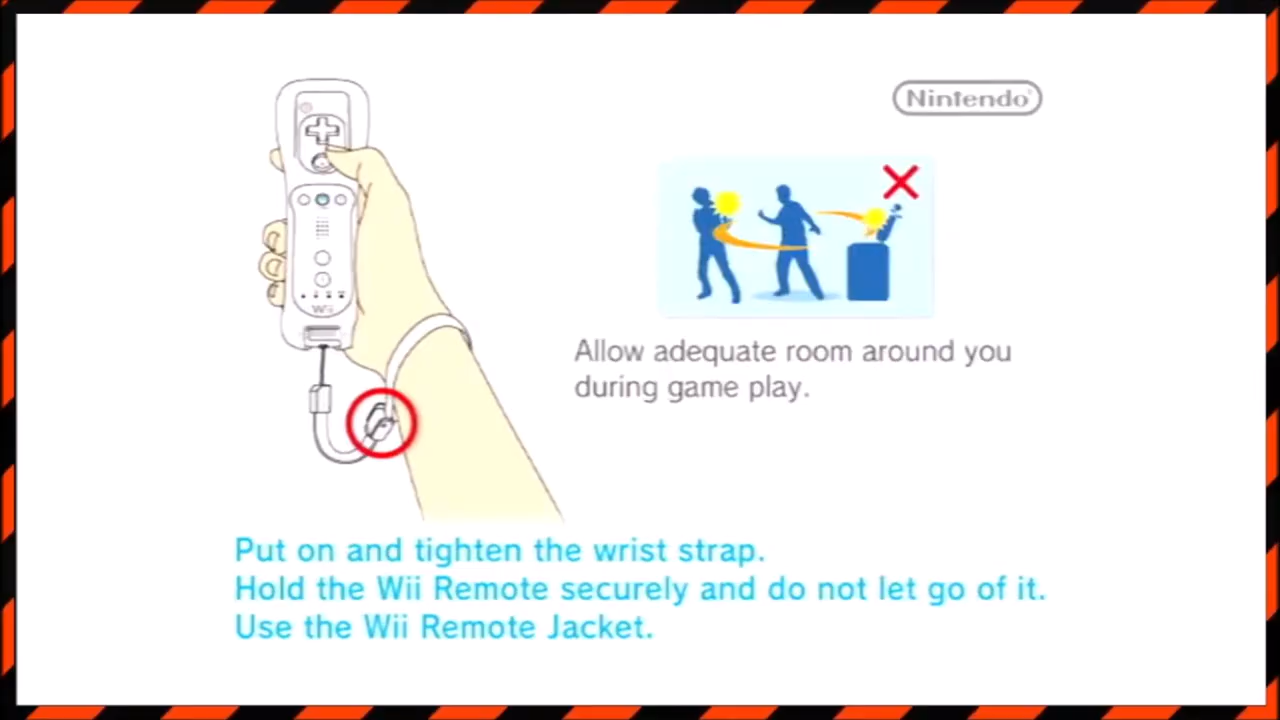 Nintendo
Wii
Allow adequate room around you
during game play.
Put on and tighten the wrist strap.
Hold the Wii Remote securely and do not let go of it.
Use the Wii Remote Jacket.